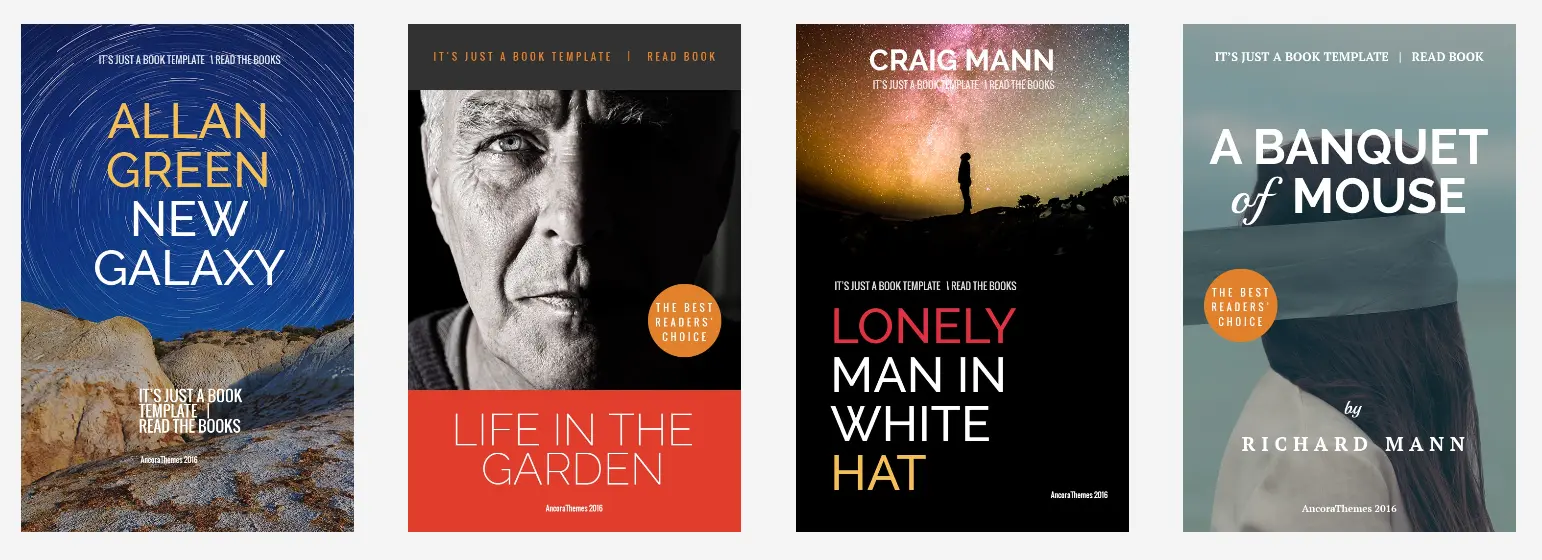 IT'S JUST A BOOK TEMPLATE \ READ THE BOOKS
ALLAN
GREEN
NEW
GALAXY
IT'S JUST A BOOK
TEMPLATE |
READ THE BOOKS
AncoraThemes 2016
IT'S JUST A BOOK TEMPLATE | READ BOOK
THE BEST
READERS'
CHOICE
LIFE IN THE
GARDEN
AncoraThemes 2016
CRAIG MANN
IT'S JUST A BOOK TEMPLATE \ READ THE BOOKS
IT'S JUST A BOOK TEMPLATE \ READ THE BOOKS
LONELY
MAN IN
WHITE
HAT
AncoraThemes 2016
IT'S JUST A BOOK TEMPLATE | READ BOOK
A BANQUET
of MOUSE
THE BEST
READERS'
CHOICE
by
RICHARD MANN
AncoraThemes 2016